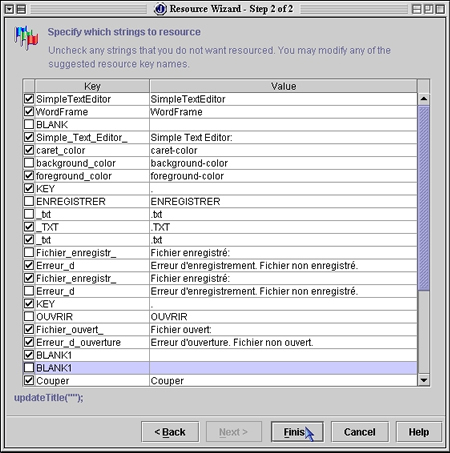 Resource Wizard - Step 2 of 2
Specify which strings to resource
Uncheck any strings that you do not want resourced. You may modify any of the
suggested resource key names.
Key Value
SimpleTextEditor SimpleTextEditor
WordFrame WordFrame
BLANK
Simple_Text_Editor_ Simple Text Editor:
caret_color caret-color
background_color background-color
foreground_color foreground-color
KEY .
ENREGISTRER ENREGISTRER
_txt .txt
_TXT .TXT
_txt .txt
Fichier_enregistr_ Fichier enregistré:
Erreur_d Erreur d'enregistrement. Fichier non enregistré.
Fichier_enregistr_ Fichier enregistré:
Erreur_d Erreur d'enregistrement. Fichier non enregistré.
KEY .
OUVRIR OUVRIR
Fichier_ouvert_ Fichier ouvert:
Erreur_d_ouverture Erreur d'ouverture. Fichier non ouvert.
BLANK1
BLANK1
Couper Couper
updateTitle("");
< Back Next > Finis Cancel Help